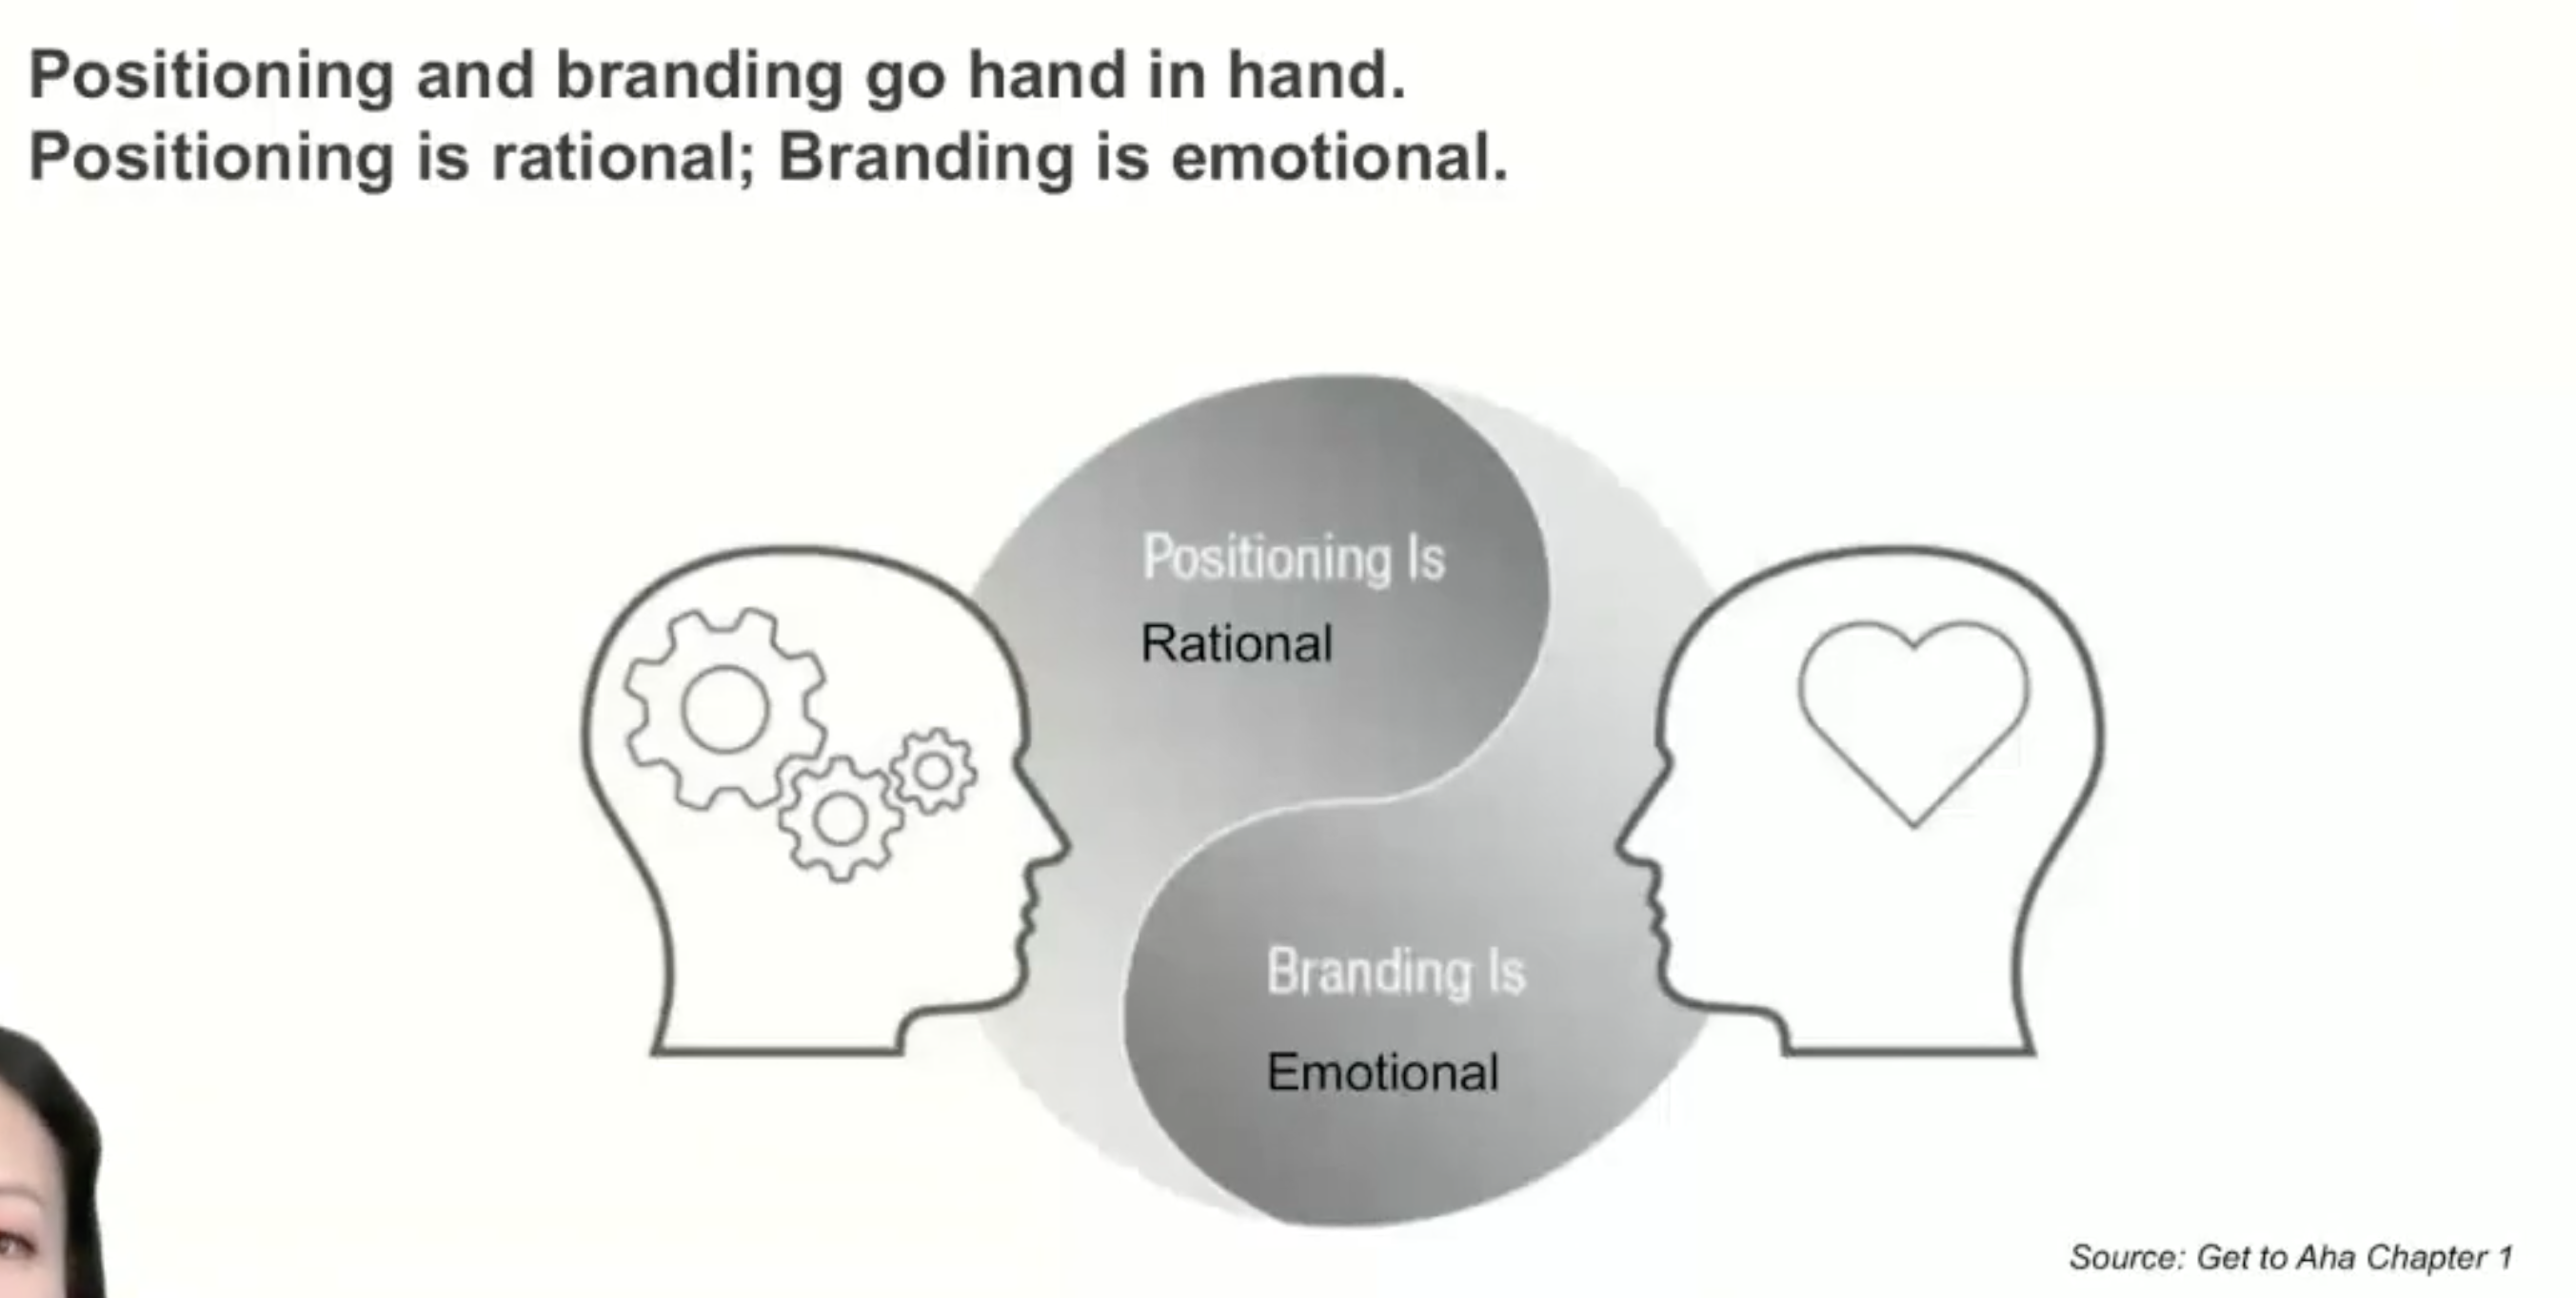 Positioning and branding go hand in hand.
Positioning is rational; Branding is emotional.
Positioning Is
Rational
Branding Is
Emotional
Source: Get to Aha Chapter 1